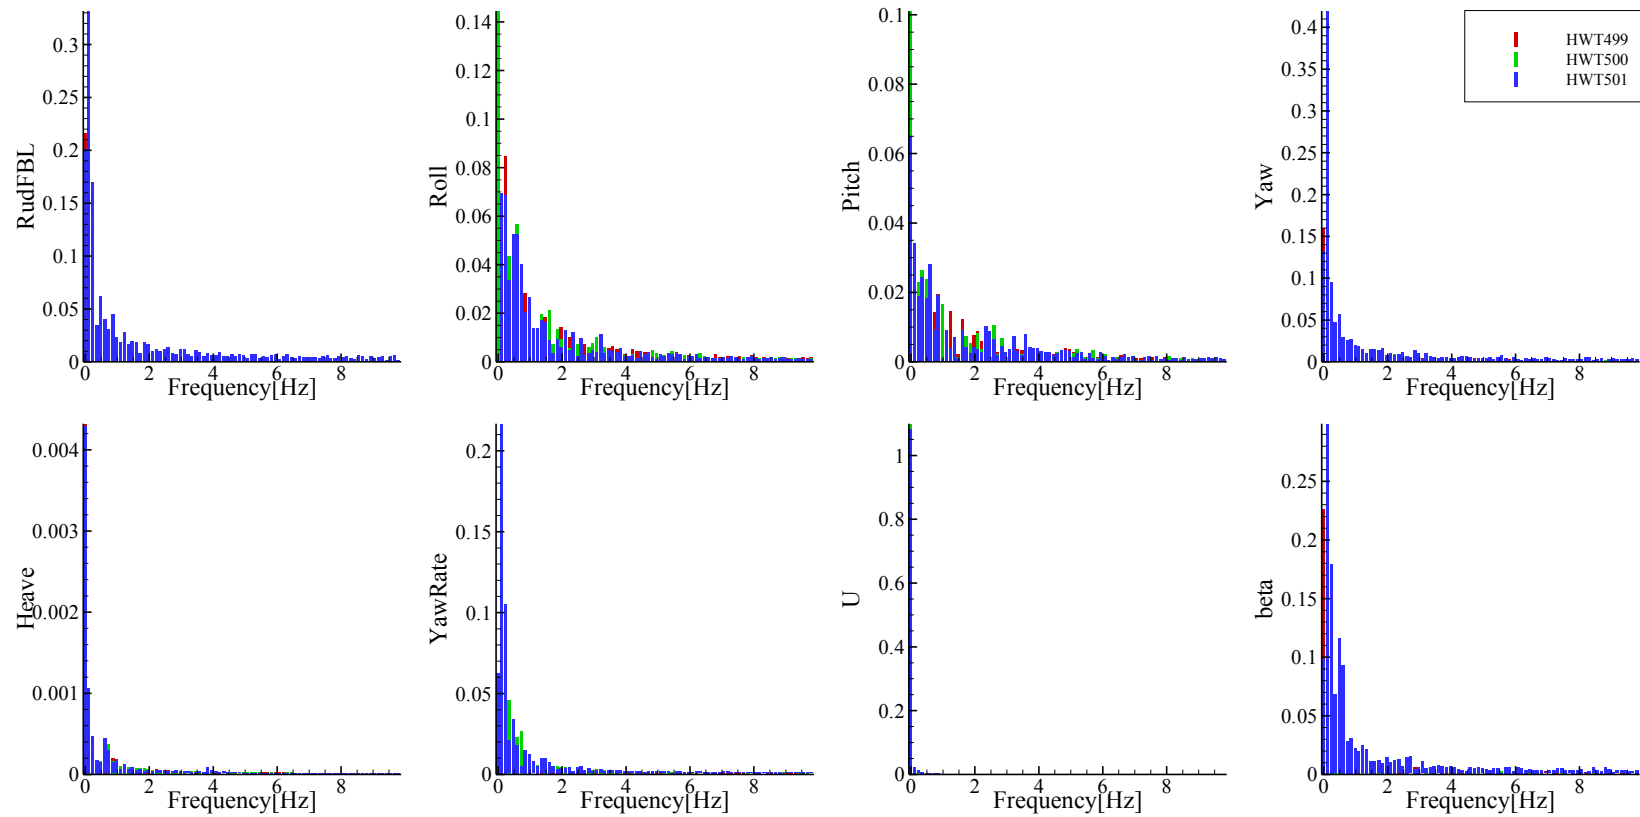 RudFBL
0.3
0.25
0.2
0.15
0.1
0.05
0
0 2 4 6 8
Frequency[Hz]
Roll
0.14
0.12
0.1
0.08
0.06
0.04
0.02
0
0 2 4 6 8
Frequency[Hz]
Pitch
0.1
0.08
0.06
0.04
0.02
0
0 2 4 6 8
Frequency[Hz]
Yaw
0.4
0.35
0.3
0.25
0.2
0.15
0.1
0.05
0
0 2 4 6 8
Frequency[Hz]
HWT499
HWT500
HWT501
Heave
0.004
0.003
0.002
0.001
0
0 2 4 6 8
Frequency[Hz]
YawRate
0.2
0.15
0.1
0.05
0
0 2 4 6 8
Frequency[Hz]
U
1
0.8
0.6
0.4
0.2
0
0 2 4 6 8
Frequency[Hz]
beta
0.25
0.2
0.15
0.1
0.05
0
0 2 4 6 8
Frequency[Hz]